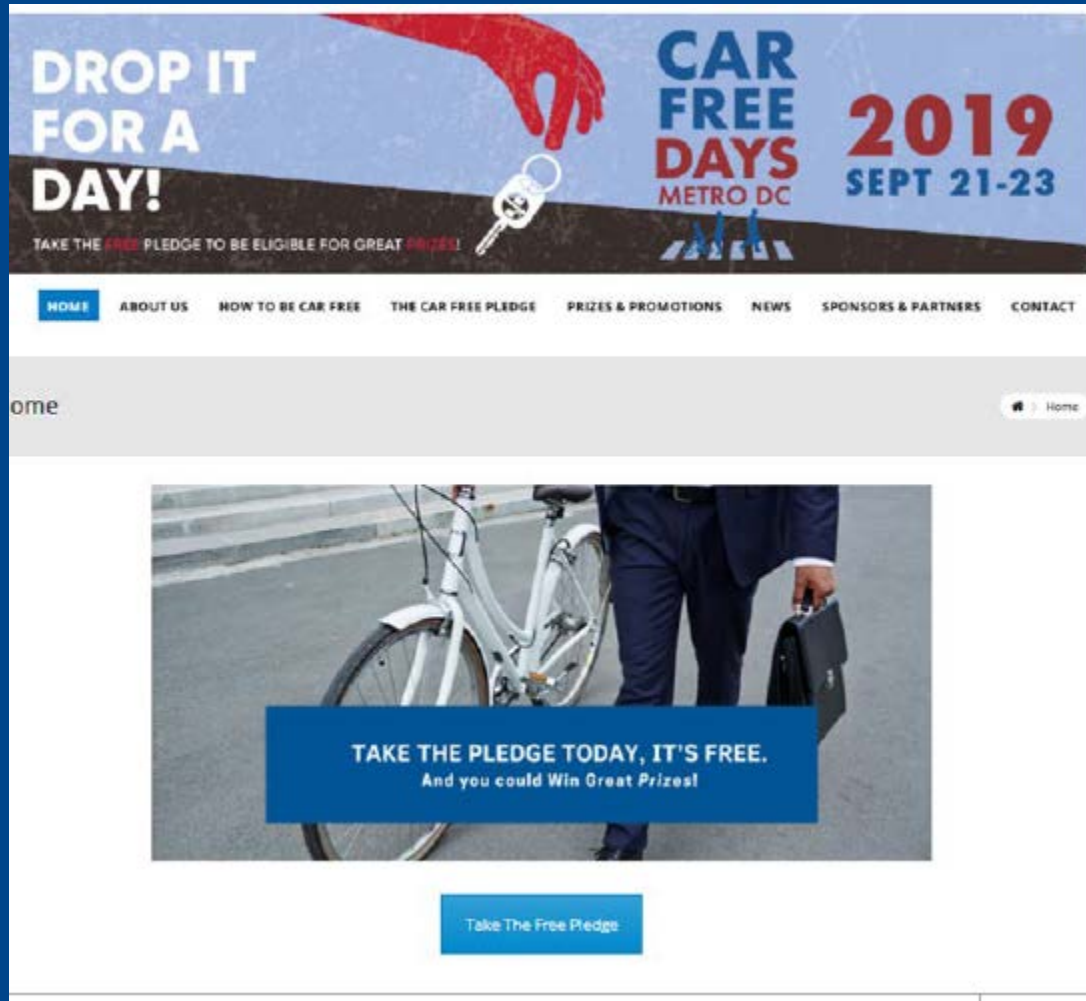 DROP IT
FOR A
DAY!
TAKE THE FREE PLEDGE TO BE ELIGIBLE FOR GREAT PRIZES!
CAR
FREE
DAYS
METRO DC
2019
SEPT 21-23
HOME ABOUT US HOW TO BE CAR FREE THE CAR FREE PLEDGE PRIZES & PROMOTIONS NEWS SPONSORS & PARTNERS CONTACT
ome
Home
TAKE THE PLEDGE TODAY, IT'S FREE.
And you could Win Great Prizes!
Take The Free Pledge